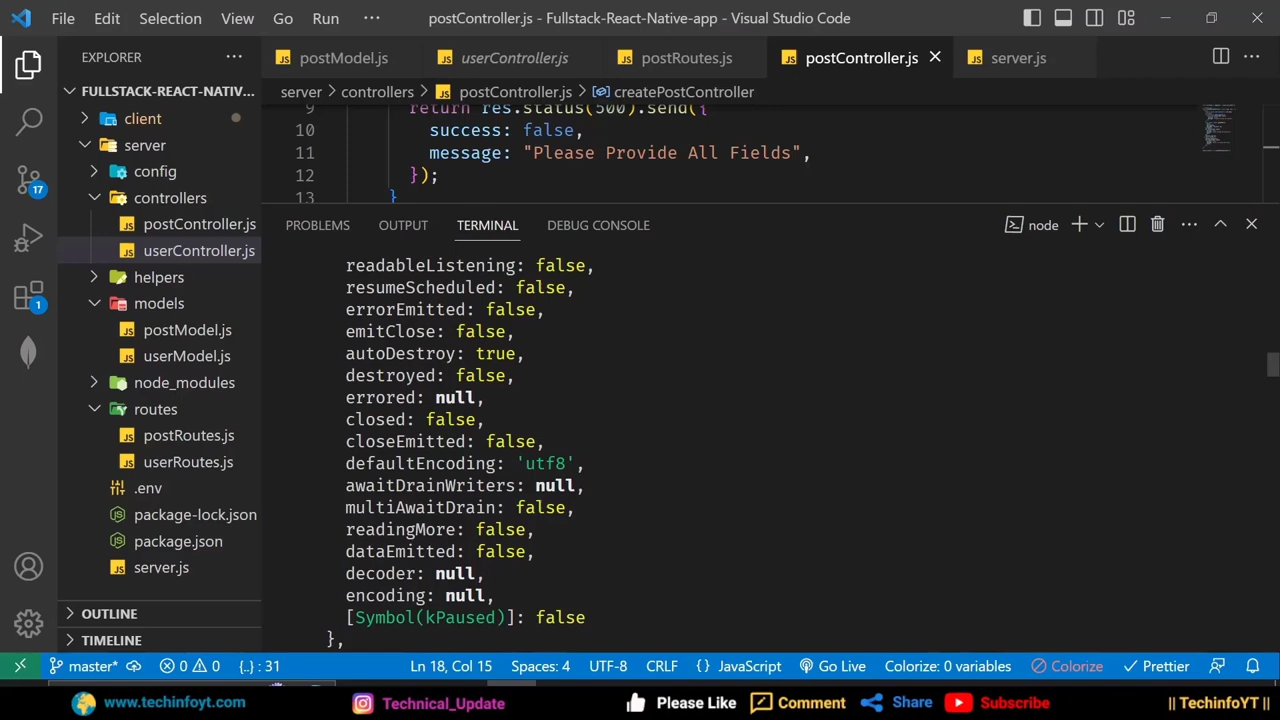 File Edit Selection View Go Run ··· postController.js - Fullstack-React-Native-app - Visual Studio Code
EXPLORER ···
postModel.js userController.js postRoutes.js postController.js server.js
FULLSTACK-REACT-NATIV...
server > controllers > postController.js > createPostController
client
server
config
controllers
postController.js
userController.js
helpers
models
postModel.js
userModel.js
node_modules
routes
postRoutes.js
userRoutes.js
.env
package-lock.json
package.json
server.js
OUTLINE
TIMELINE
17
1
9 return res.status(500).send({
10 success: false,
11 message: "Please Provide All Fields",
12 });
13 }
PROBLEMS OUTPUT TERMINAL DEBUG CONSOLE node
readableListening: false,
resumeScheduled: false,
errorEmitted: false,
emitClose: false,
autoDestroy: true,
destroyed: false,
errored: null,
closed: false,
closeEmitted: false,
defaultEncoding: 'utf8',
awaitDrainWriters: null,
multiAwaitDrain: false,
readingMore: false,
dataEmitted: false,
decoder: null,
encoding: null,
[Symbol(kPaused)]: false
},
master* 0 0 {..} : 31 Ln 18, Col 15 Spaces: 4 UTF-8 CRLF {} JavaScript Go Live Colorize: 0 variables Colorize Prettier
www.techinfoyt.com Technical_Update Please Like Comment Share Subscribe || TechinfoYT ||